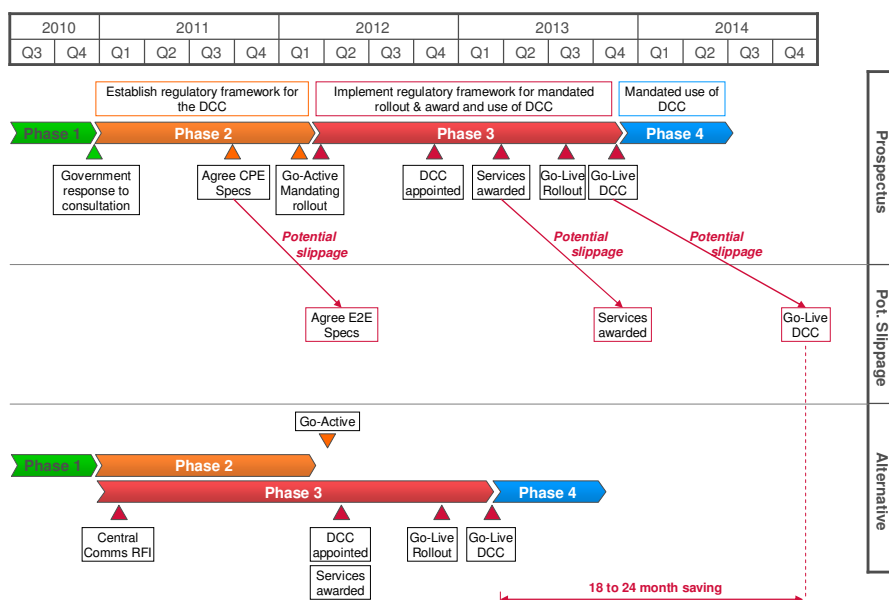 2010 2011 2012 2013 2014
Q3 Q4 Q1 Q2 Q3 Q4 Q1 Q2 Q3 Q4 Q1 Q2 Q3 Q4 Q1 Q2 Q3 Q4
Establish regulatory framework for
the DCC
Implement regulatory framework for mandated
rollout & award and use of DCC
Mandated use of
DCC
Phase 1 Phase 2 Phase 3 Phase 4
Government
response to
consultation
Agree CPE
Specs
Go-Active
Mandating
rollout
DCC
appointed
Services
awarded
Go-Live
Rollout
Go-Live
DCC
Prospectus
Potential
slippage
Potential
slippage
Potential
slippage
Agree E2E
Specs
Services
awarded
Go-Live
DCC
Pot. Slippage
Go-Active
Phase 1 Phase 2
Phase 3 Phase 4
Central
Comms RFI
DCC
appointed
Services
awarded
Go-Live
Rollout
Go-Live
DCC
Alternative
18 to 24 month saving